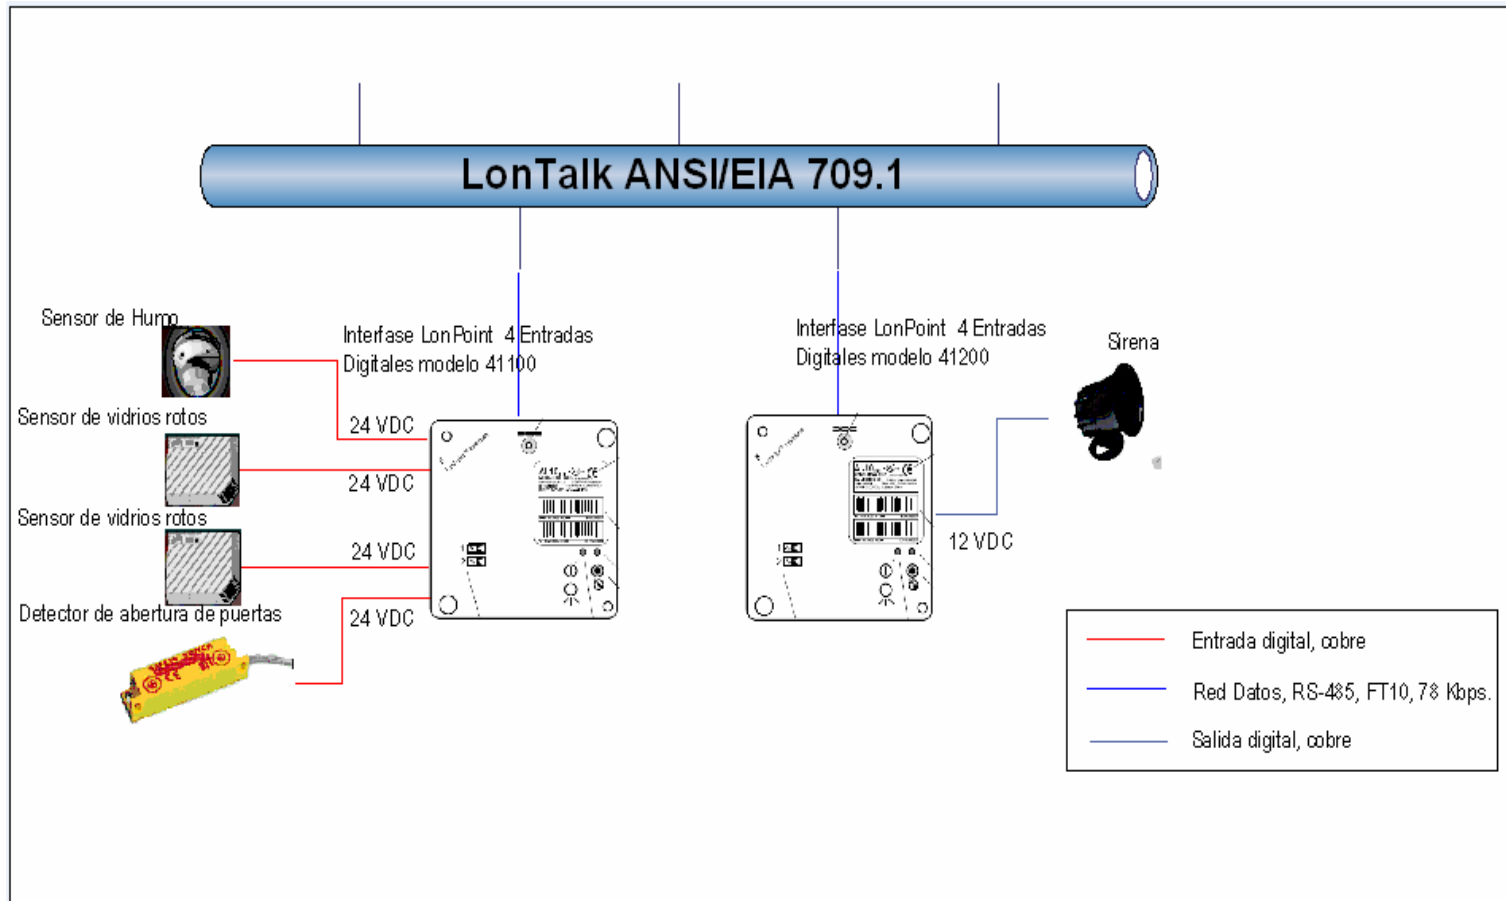 LonTalk ANSI/EIA 709.1
Sensor de Humo
Interfase LonPoint 4 Entradas
Digitales modelo 41100
Interfase LonPoint 4 Entradas
Digitales modelo 41200
Sirena
Sensor de vidrios rotos
24 VDC
24 VDC
Sensor de vidrios rotos
24 VDC
12 VDC
Detector de abertura de puertas
24 VDC
Entrada digital, cobre
Red Datos, RS-485, FT10, 78 Kbps.
Salida digital, cobre